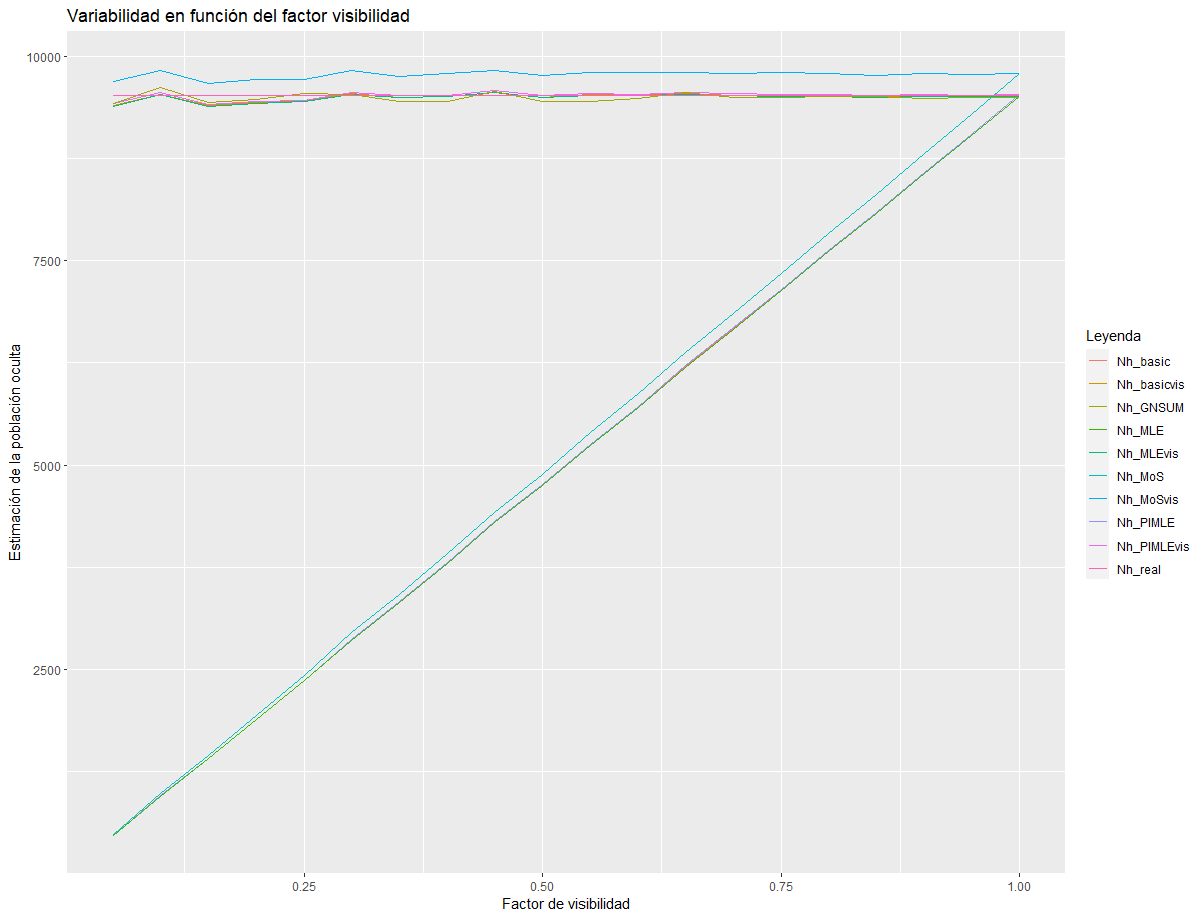 Variabilidad en función del factor visibilidad
Estimación de la población oculta
10000
7500
5000
2500
0.25
0.50
0.75
1.00
Factor de visibilidad
Leyenda
Nh_basic
Nh_basicvis
Nh_GNSUM
Nh_MLE
Nh_MLEvis
Nh_MoS
Nh_MoSvis
Nh_PIMLE
Nh_PIMLEvis
Nh_real